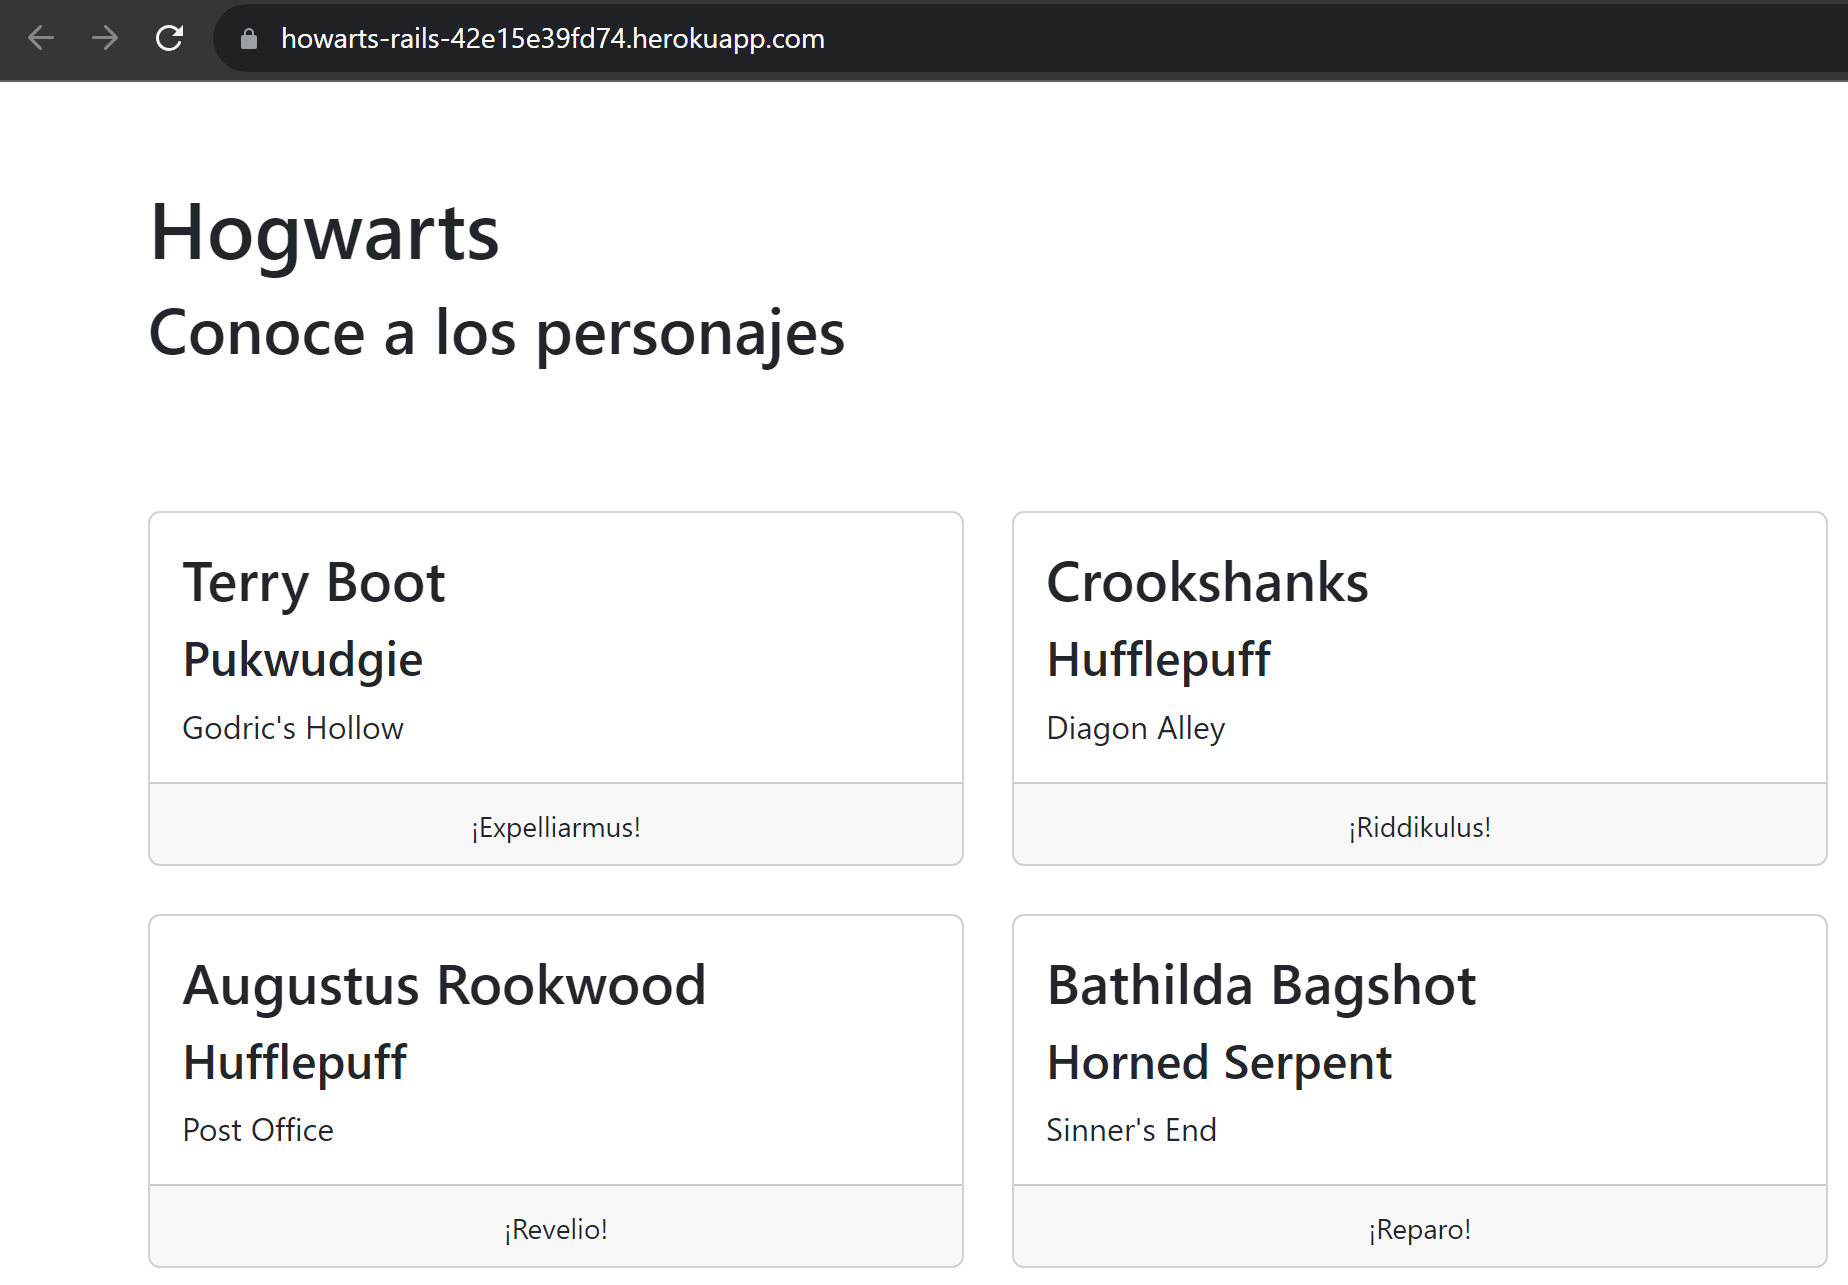 howarts-rails-42e15e39fd74.herokuapp.com
Hogwarts
Conoce a los personajes
Terry Boot
Pukwudgie
Godric's Hollow
¡Expelliarmus!
Crookshanks
Hufflepuff
Diagon Alley
¡Riddikulus!
Augustus Rookwood
Hufflepuff
Post Office
¡Revelio!
Bathilda Bagshot
Horned Serpent
Sinner's End
¡Reparo!